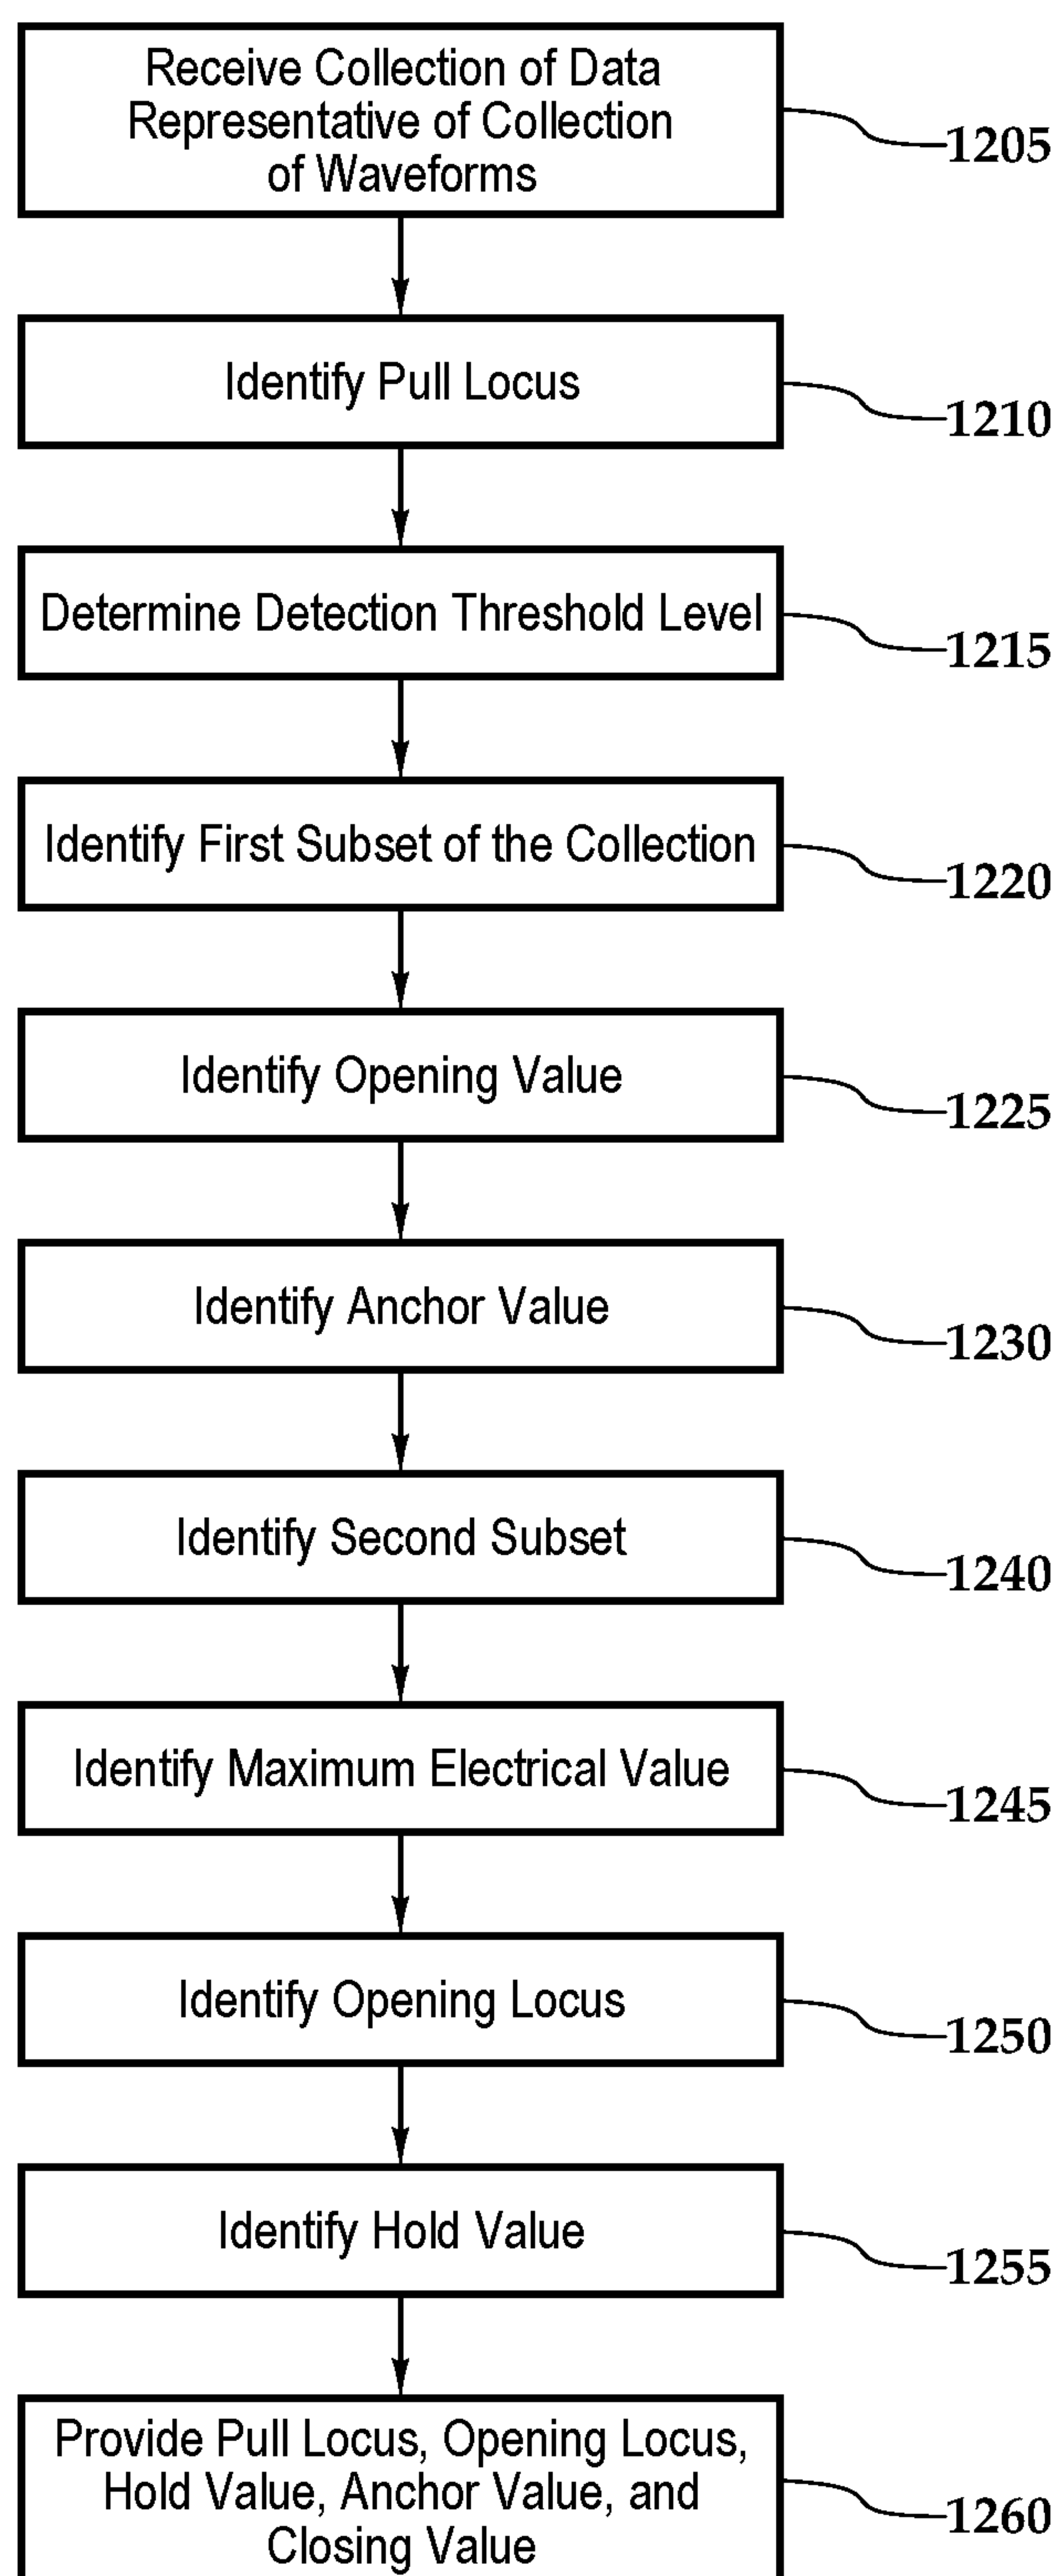 Receive Collection of Data
Representative of Collection
of Waveforms
1205
Identify Pull Locus
1210
Determine Detection Threshold Level
1215
Identify First Subset of the Collection
1220
Identify Opening Value
1225
Identify Anchor Value
1230
Identify Second Subset
1240
Identify Maximum Electrical Value
1245
Identify Opening Locus
1250
Identify Hold Value
1255
Provide Pull Locus, Opening Locus,
Hold Value, Anchor Value, and
Closing Value
1260